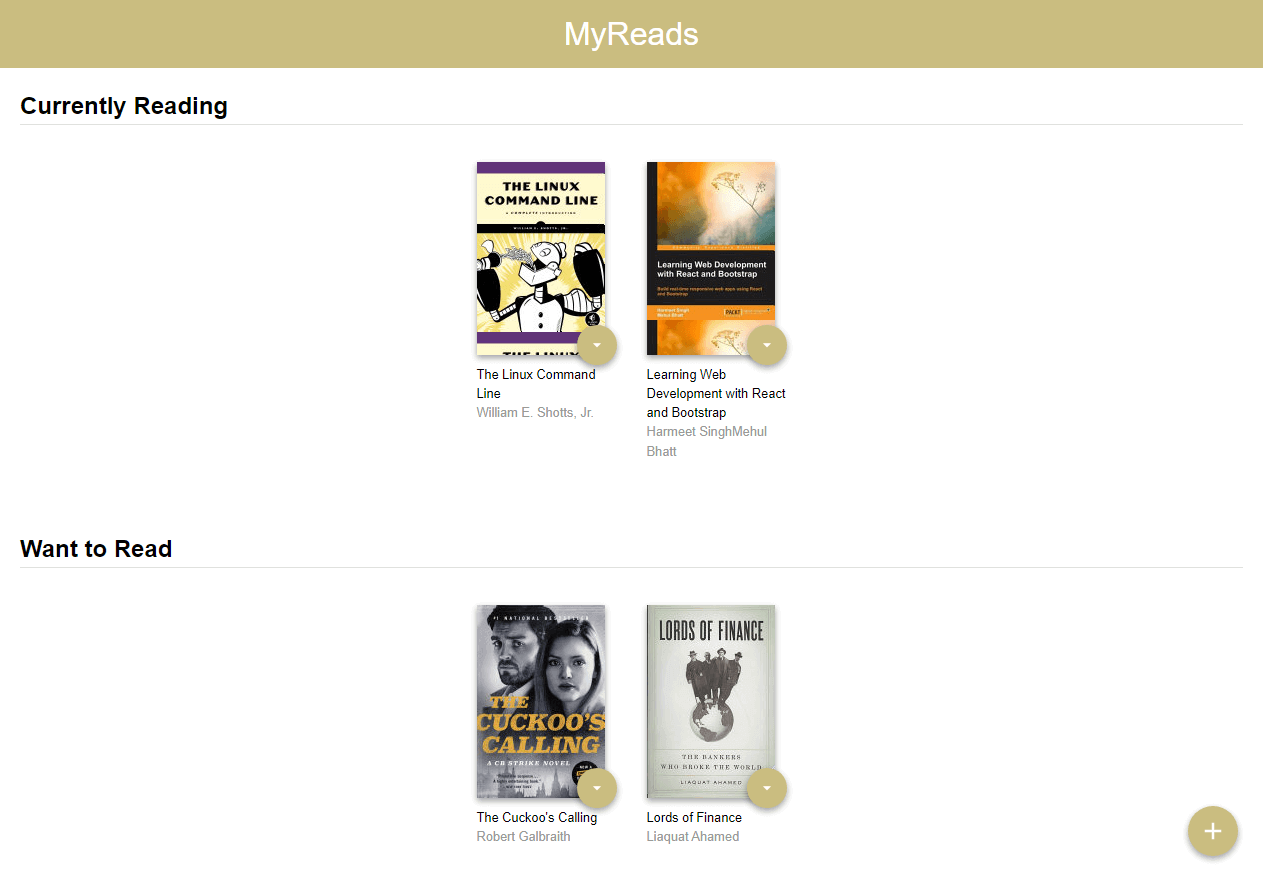 MyReads
Currently Reading
THE LINUX
COMMAND LINE
A COMPLETE INTRODUCTION
WILLIAM E. SHOTTS, JR.
THE LINUX
Learning Web Development
with React and Bootstrap
Build real-time responsive web apps using React
and Bootstrap
Harmeet Singh
Mehul Bhatt
PACKT
The Linux Command
Line
William E. Shotts, Jr.
Learning Web
Development with React
and Bootstrap
Harmeet SinghMehul
Bhatt
Want to Read
#1 NATIONAL BESTSELLER
THE
CUCKOO'S
CALLING
A CB STRIKE NOVEL
LORDS OF FINANCE
THE BANKERS
WHO BROKE THE WORLD
LIAQUAT AHAMED
The Cuckoo's Calling
Robert Galbraith
Lords of Finance
Liaquat Ahamed